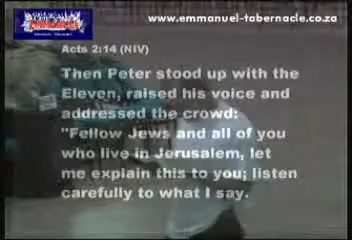 www.emmanuel-tabernacle.co.za
Acts 2:14 (NIV)
Then Peter stood up with the
Eleven, raised his voice and
addressed the crowd:
"Fellow Jews and all of you
who live in Jerusalem, let
me explain this to you; listen
carefully to what I say.